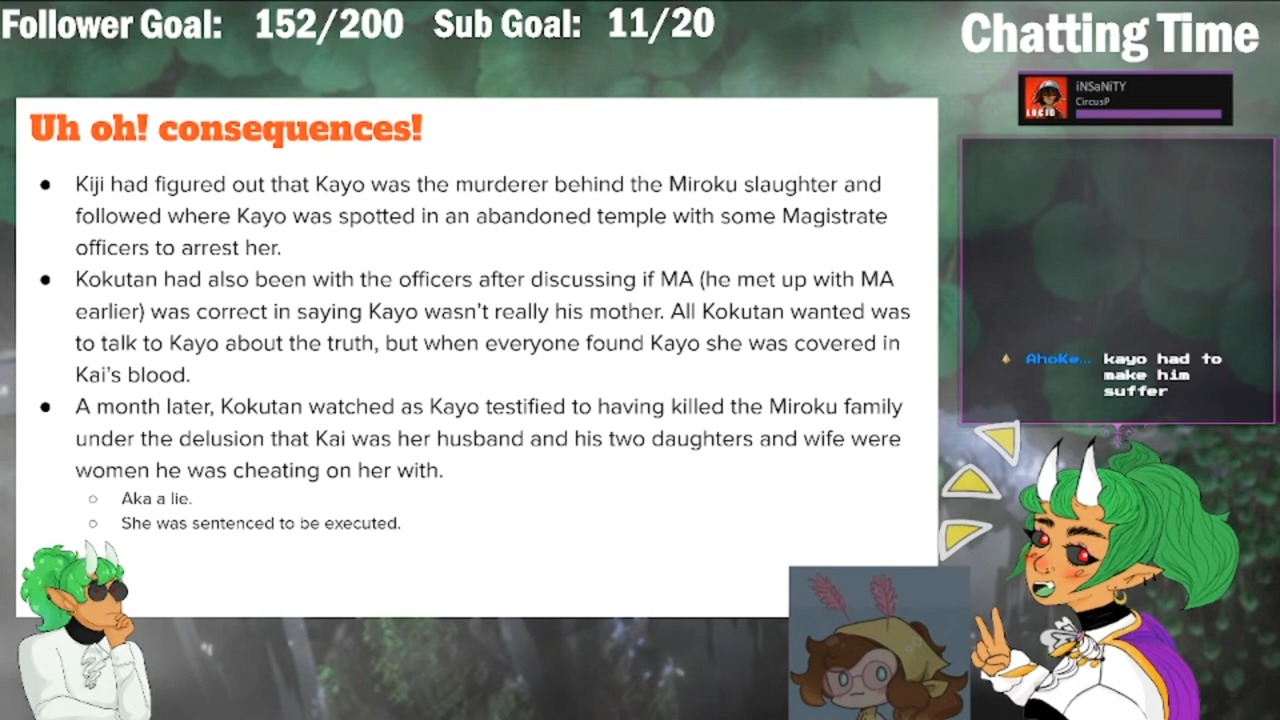 Follower Goal: 152/200 Sub Goal: 11/20
Chatting Time
iNSaNiTY
CircusP
LUCID
Uh oh! consequences!
● Kiji had figured out that Kayo was the murderer behind the Miroku slaughter and
followed where Kayo was spotted in an abandoned temple with some Magistrate
officers to arrest her.
● Kokutan had also been with the officers after discussing if MA (he met up with MA
earlier) was correct in saying Kayo wasn't really his mother. All Kokutan wanted was
to talk to Kayo about the truth, but when everyone found Kayo she was covered in
Kai's blood.
● A month later, Kokutan watched as Kayo testified to having killed the Miroku family
under the delusion that Kai was her husband and his two daughters and wife were
women he was cheating on her with.
○ Aka a lie.
○ She was sentenced to be executed.
AhoKe... kayo had to
make him
suffer